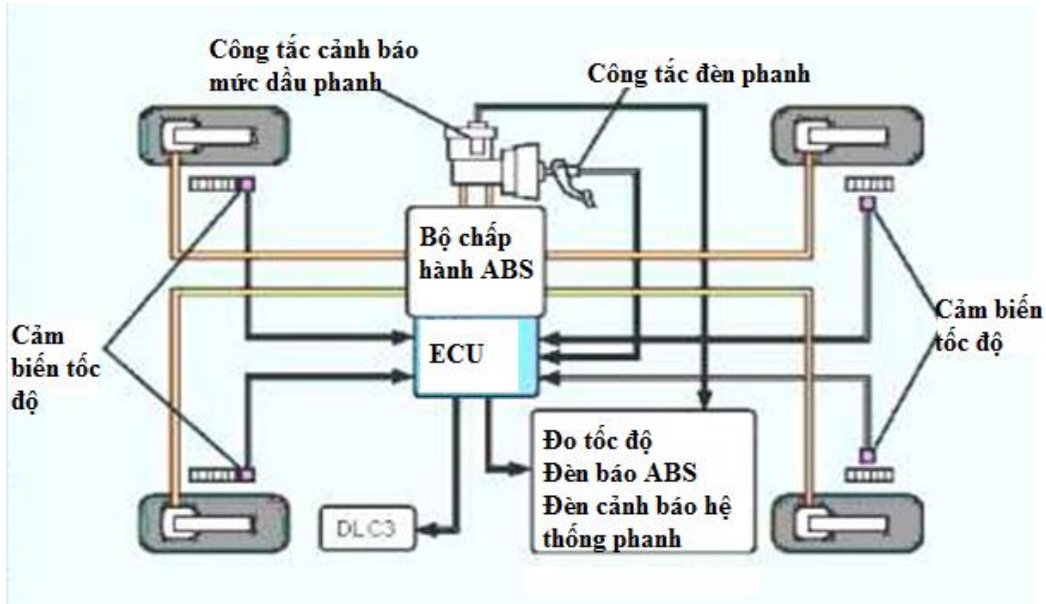 Công tắc cảnh báo
mức dầu phanh
Công tắc đèn phanh
Bộ chấp
hành ABS
Cảm
biến tốc
độ
ECU
Cảm biến
tốc độ
Đo tốc độ
Đèn báo ABS
Đèn cảnh báo hệ
thống phanh
DLC3